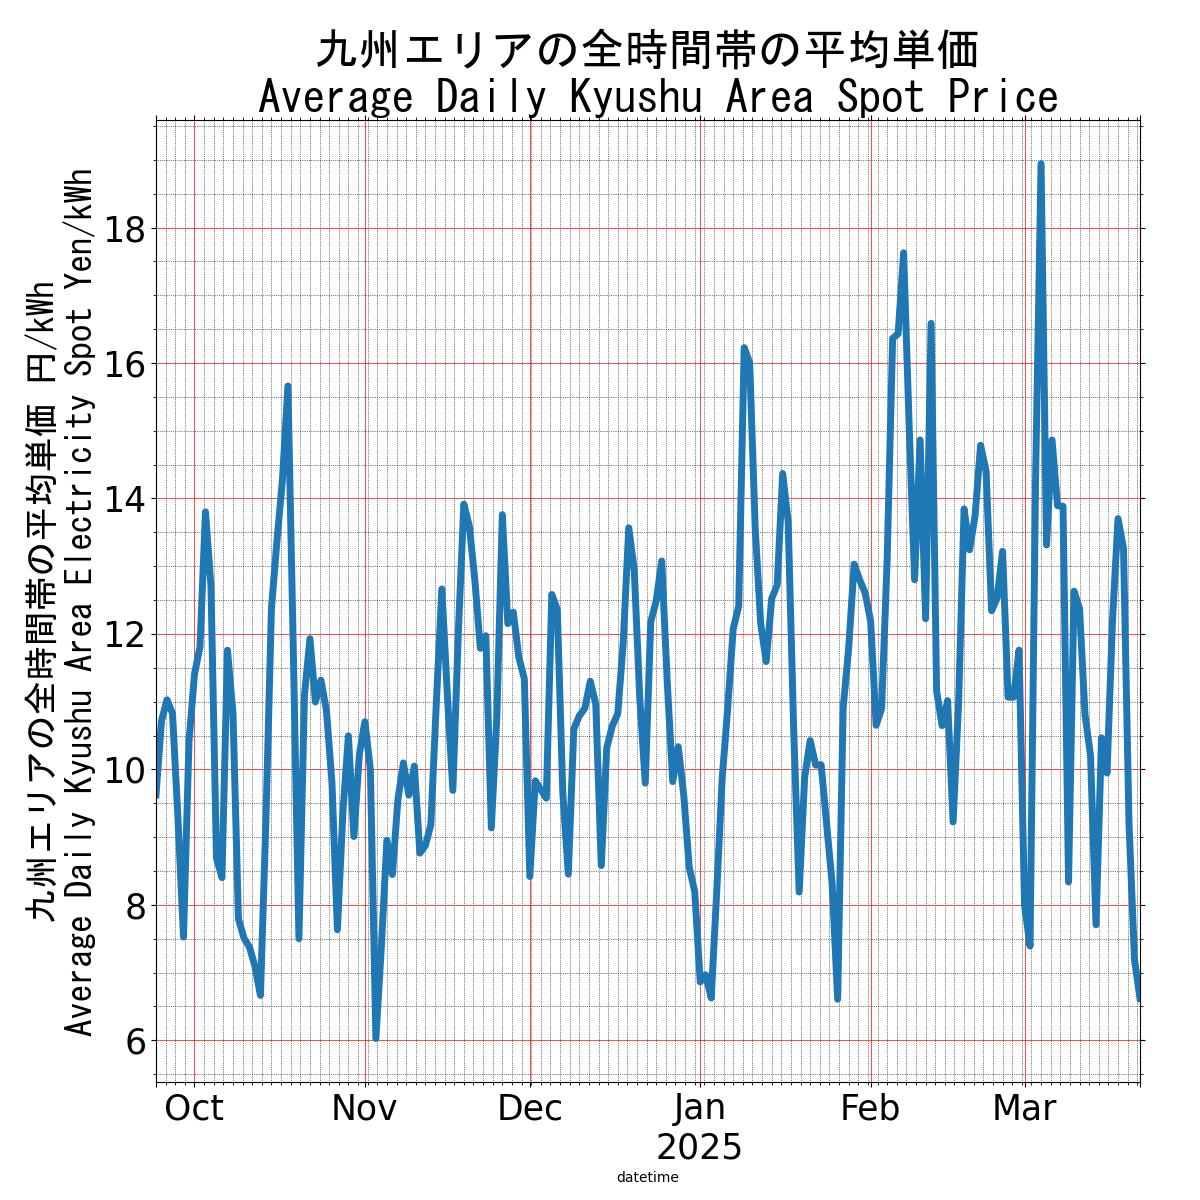 九州エリアの全時間帯の平均単価
Average Daily Kyushu Area Spot Price
九州エリアの全時間帯の平均単価 円/kWh
Average Daily Kyushu Area Electricity Spot Yen/kWh
18
16
14
12
10
8
6
Oct Nov Dec Jan Feb Mar
2025
datetime